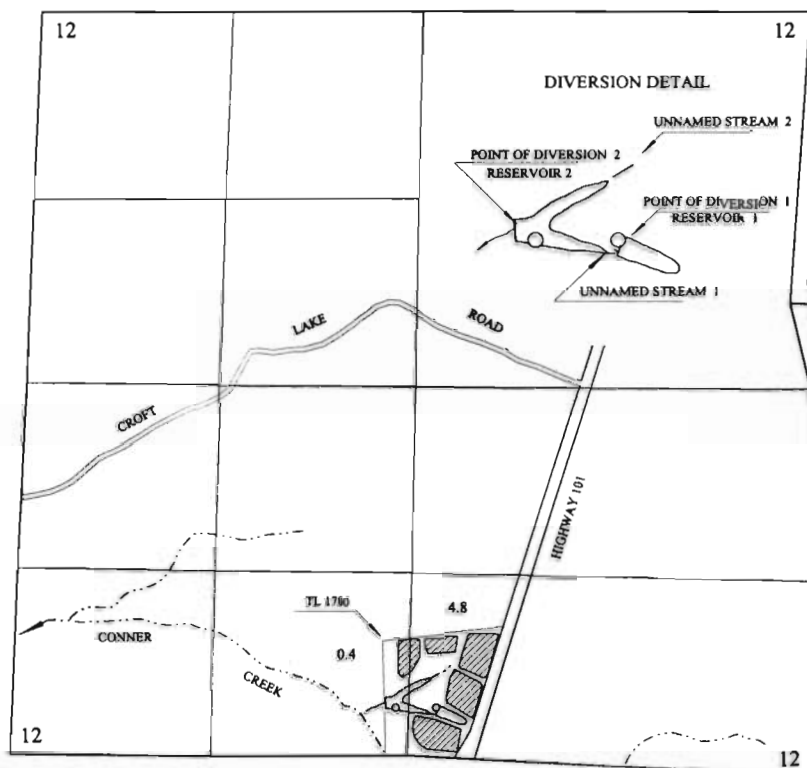 12
12
DIVERSION DETAIL
UNNAMED STREAM 2
POINT OF DIVERSION 2
RESERVOIR 2
POINT OF DIVERSION 1
RESERVOIR 1
UNNAMED STREAM 1
LAKE
ROAD
CROFT
HIGHWAY 101
TL 1700
4.8
0.4
CONNER
CREEK
12
12